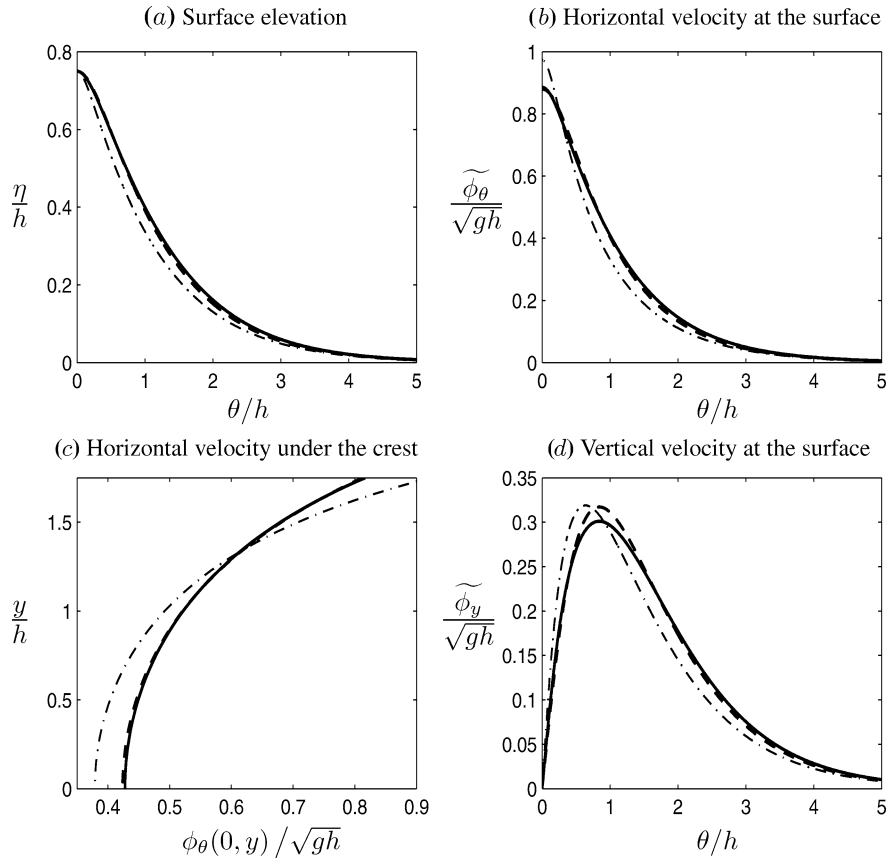 (a) Surface elevation
0.8
0.6
0.4
0.2
0
η/h
0 1 2 3 4 5
θ/h
(b) Horizontal velocity at the surface
1
0.8
0.6
0.4
0.2
0
ϕ̃_θ/√gh
0 1 2 3 4 5
θ/h
(c) Horizontal velocity under the crest
1.5
1
0.5
0
y/h
0.4 0.5 0.6 0.7 0.8 0.9
ϕ_θ(0, y) / √gh
(d) Vertical velocity at the surface
0.35
0.3
0.25
0.2
0.15
0.1
0.05
0
ϕ̃_y/√gh
0 1 2 3 4 5
θ/h